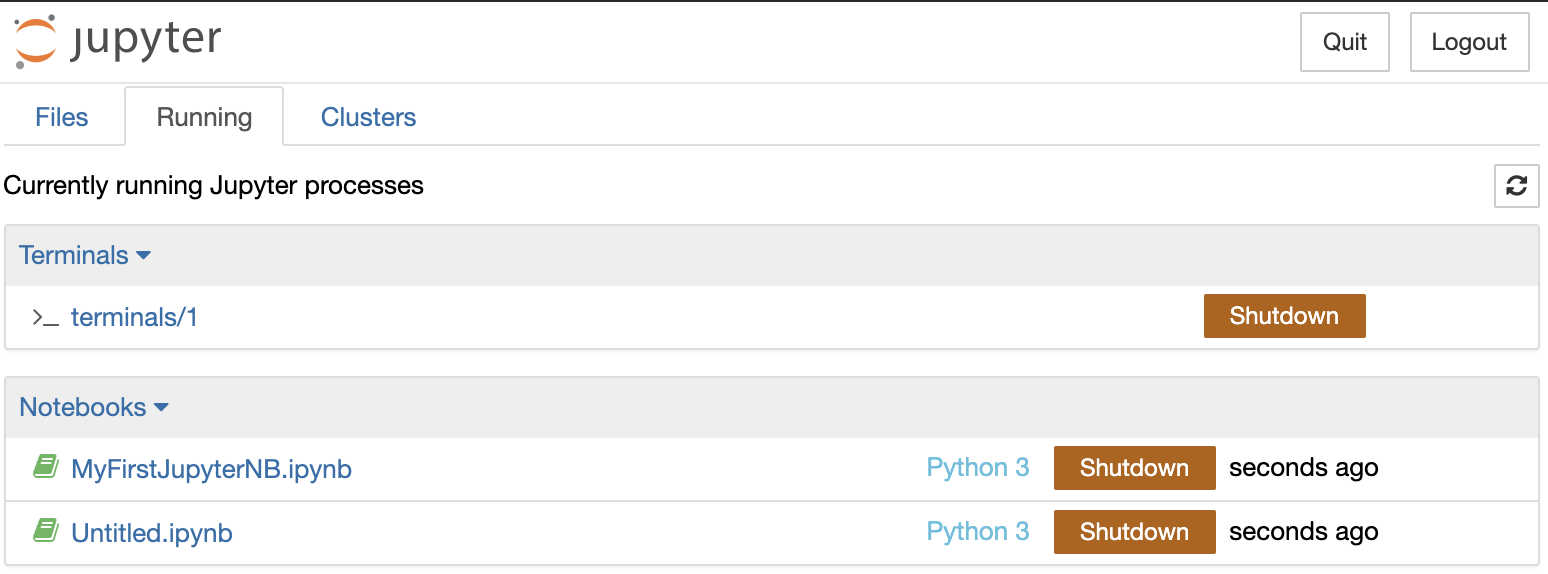 jupyter
Quit Logout
Files Running Clusters
Currently running Jupyter processes
Terminals
>_ terminals/1 Shutdown
Notebooks
MyFirstJupyterNB.ipynb Python 3 Shutdown seconds ago
Untitled.ipynb Python 3 Shutdown seconds ago